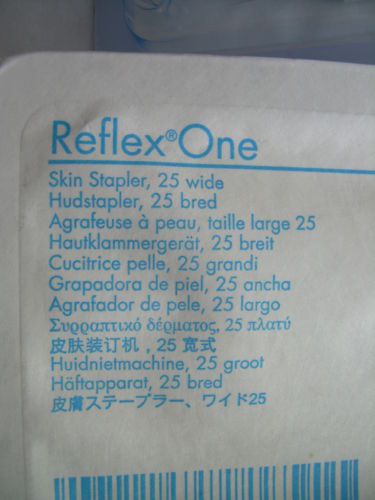 Reflex®One
Skin Stapler, 25 wide
Hudstapler, 25 bred
Agrafeuse à peau, taille large 25
Hautklammergerät, 25 breit
Cucitrice pelle, 25 grandi
Grapadora de piel, 25 ancha
Agrafador de pele, 25 largo
Συρραπτικό δέρματος, 25 πλατύ
皮肤装订机，25 宽式
Huidnietmachine, 25 groot
Häftapparat, 25 bred
皮膚ステープラー、ワイド25